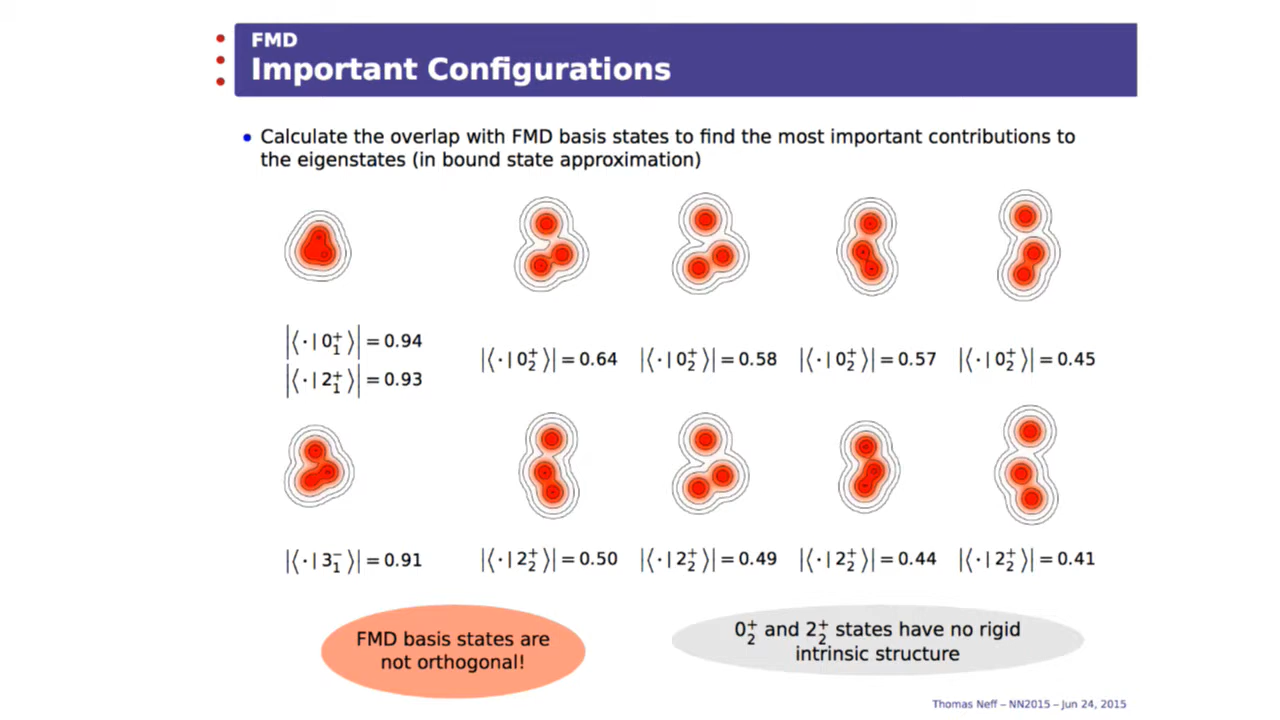 FMD
Important Configurations
• Calculate the overlap with FMD basis states to find the most important contributions to
the eigenstates (in bound state approximation)
|⟨· | 0₁⁺⟩| = 0.94
|⟨· | 2₁⁺⟩| = 0.93
|⟨· | 0₂⁺⟩| = 0.64 |⟨· | 0₂⁺⟩| = 0.58 |⟨· | 0₂⁺⟩| = 0.57 |⟨· | 0₂⁺⟩| = 0.45
|⟨· | 3₁⁻⟩| = 0.91 |⟨· | 2₂⁺⟩| = 0.50 |⟨· | 2₂⁺⟩| = 0.49 |⟨· | 2₂⁺⟩| = 0.44 |⟨· | 2₂⁺⟩| = 0.41
FMD basis states are
not orthogonal!
0₂⁺ and 2₂⁺ states have no rigid
intrinsic structure
Thomas Neff – NN2015 – Jun 24, 2015